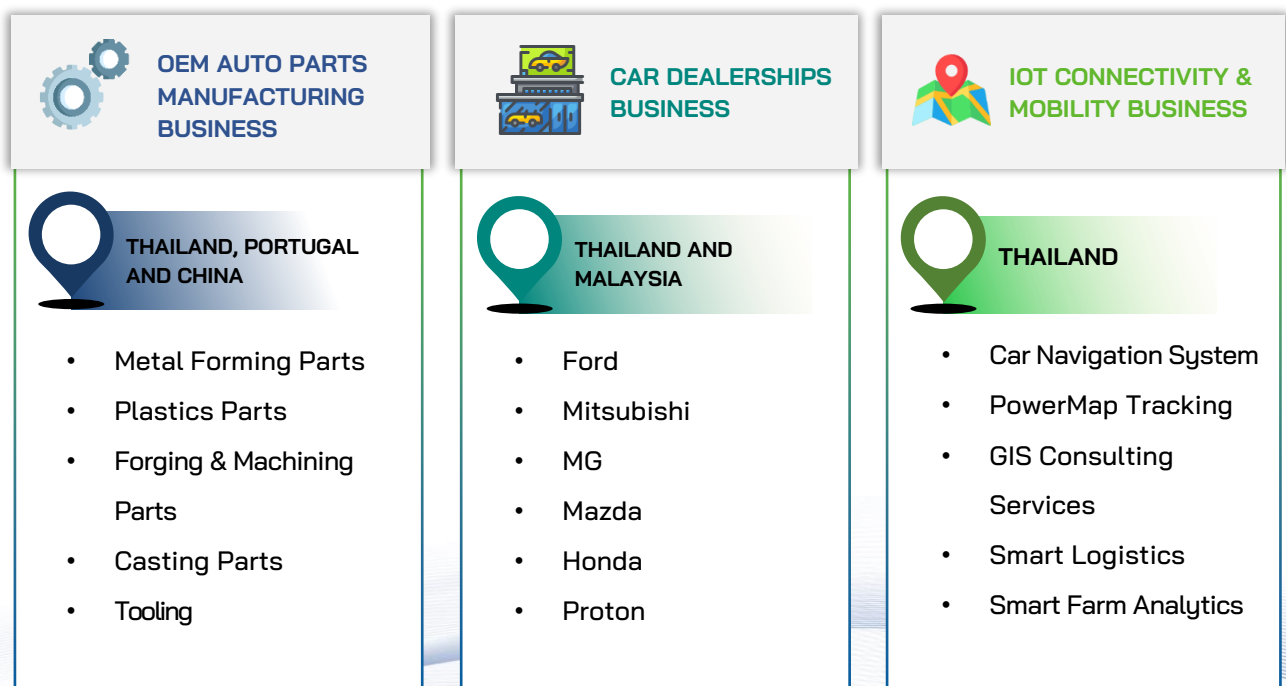 OEM AUTO PARTS
MANUFACTURING
BUSINESS
THAILAND, PORTUGAL
AND CHINA
• Metal Forming Parts
• Plastics Parts
• Forging & Machining
Parts
• Casting Parts
• Tooling
CAR DEALERSHIPS
BUSINESS
THAILAND AND
MALAYSIA
• Ford
• Mitsubishi
• MG
• Mazda
• Honda
• Proton
IOT CONNECTIVITY &
MOBILITY BUSINESS
THAILAND
• Car Navigation System
• PowerMap Tracking
• GIS Consulting
Services
• Smart Logistics
• Smart Farm Analytics